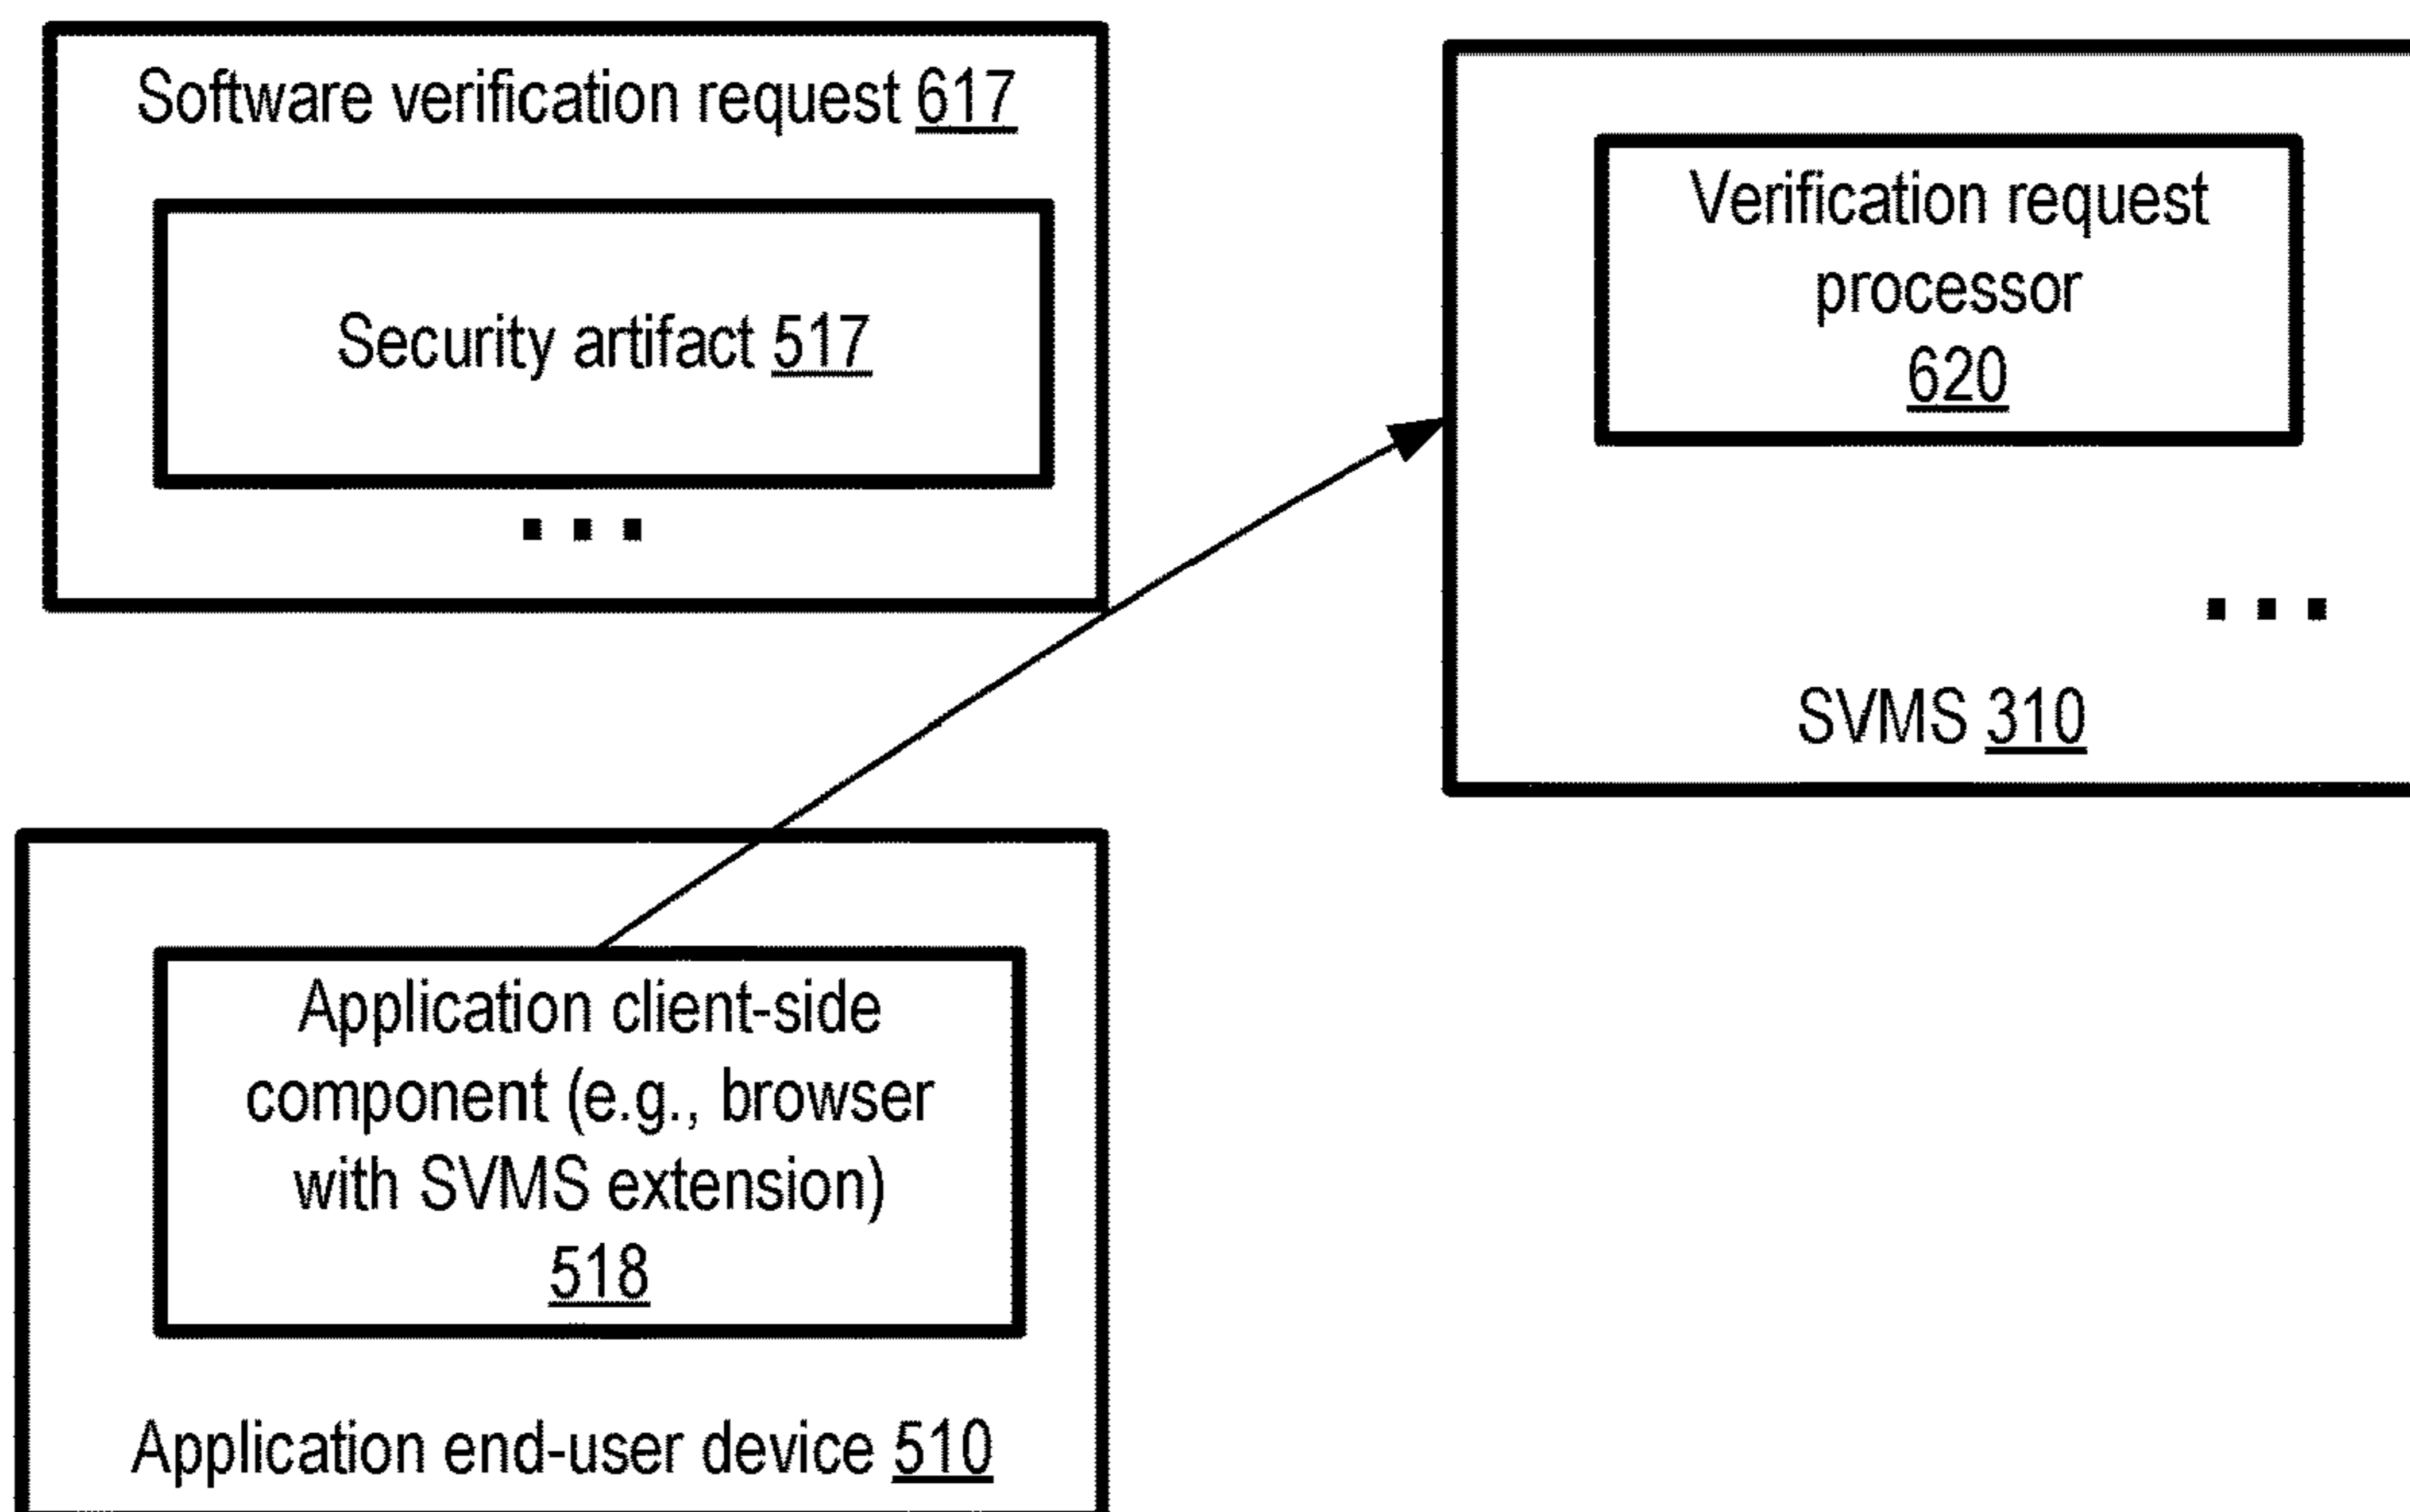 Software verification request 617
Security artifact 517
Verification request
processor
620
SVMS 310
Application client-side
component (e.g., browser
with SVMS extension)
518
Application end-user device 510